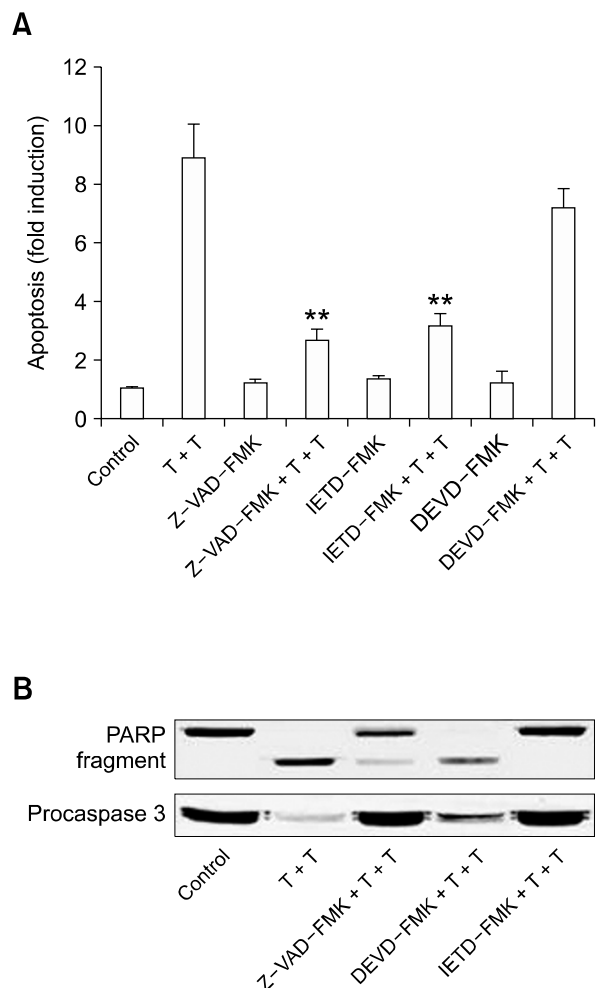 A
12
10
8
6
4
2
0
Apoptosis (fold induction)
**
**
Control
T + T
Z-VAD-FMK
Z-VAD-FMK + T + T
IETD-FMK
IETD-FMK + T + T
DEVD-FMK
DEVD-FMK + T + T
B
PARP
fragment
Procaspase 3
Control
T + T
Z-VAD-FMK + T + T
DEVD-FMK + T + T
IETD-FMK + T + T